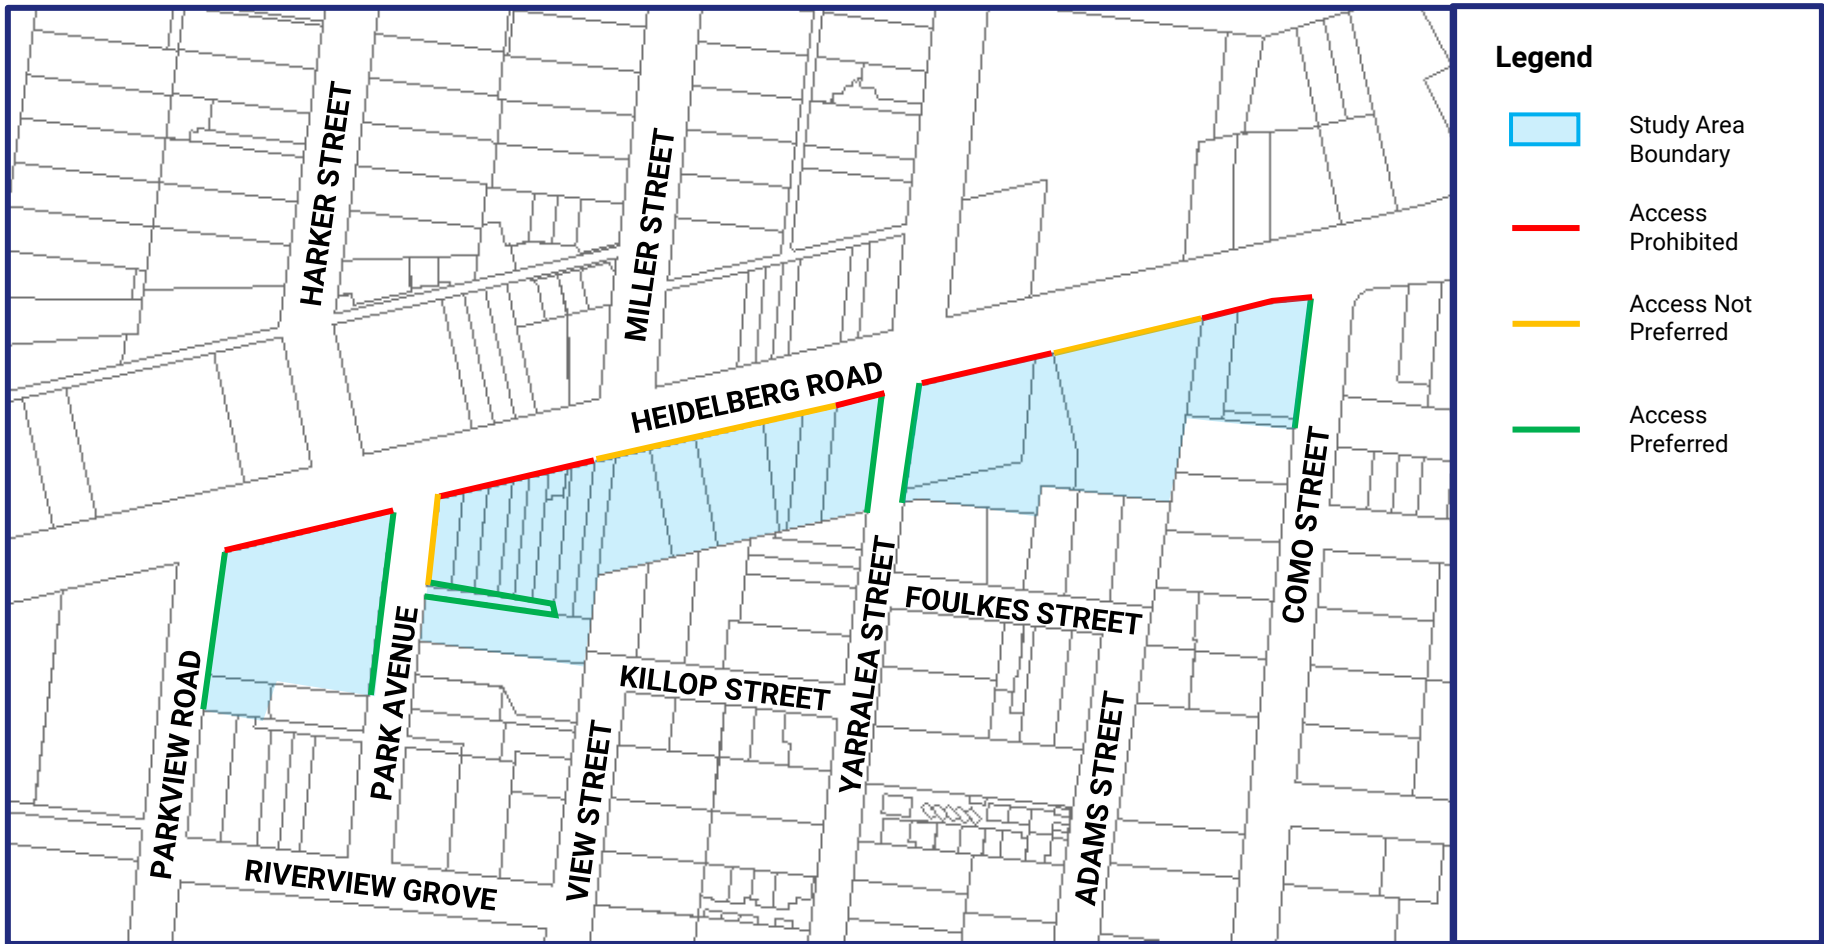 HARKER STREET
MILLER STREET
HEIDELBERG ROAD
PARKVIEW ROAD
PARK AVENUE
VIEW STREET
KILLOP STREET
YARRALEA STREET
FOULKES STREET
ADAMS STREET
COMO STREET
RIVERVIEW GROVE
Legend
Study Area
Boundary
Access
Prohibited
Access Not
Preferred
Access
Preferred